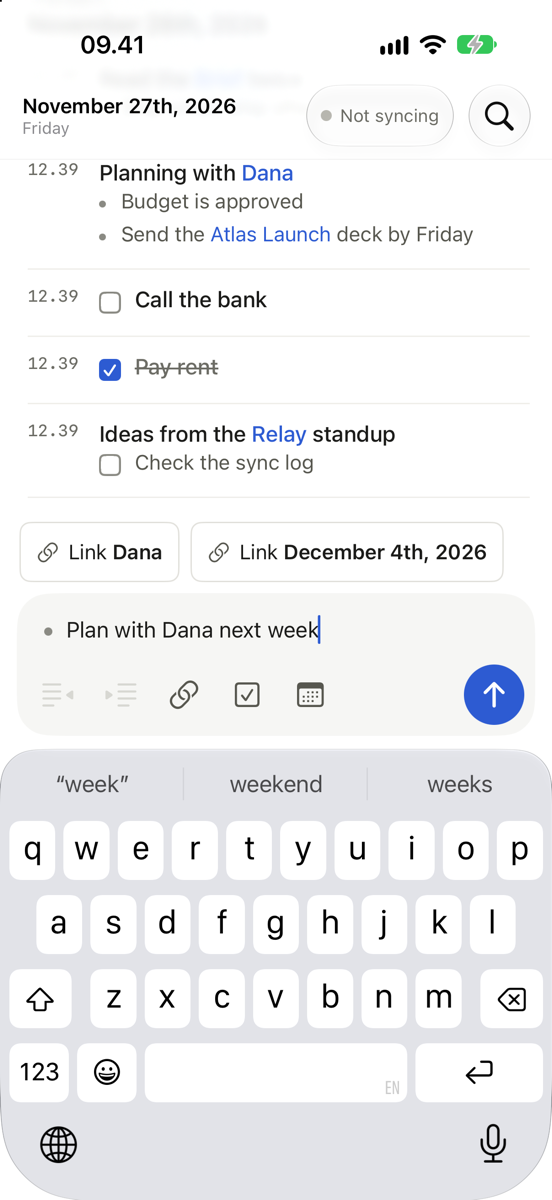 09.41
November 27th, 2026
Friday
Not syncing
12.39 Planning with Dana
Budget is approved
Send the Atlas Launch deck by Friday
12.39 Call the bank
12.39 Pay rent
12.39 Ideas from the Relay standup
Check the sync log
Link Dana
Link December 4th, 2026
Plan with Dana next week
“week” weekend weeks
q w e r t y u i o p
a s d f g h j k l
z x c v b n m
123 EN